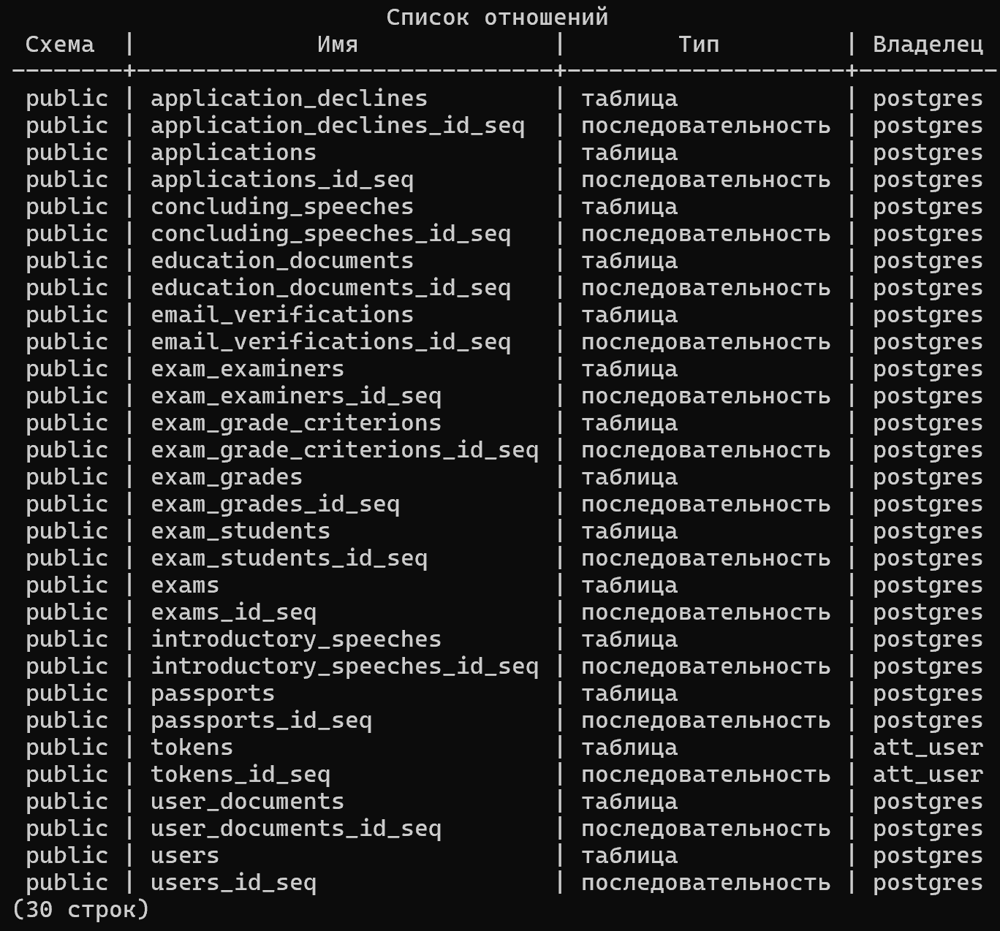 Список отношений
Схема | Имя | Тип | Владелец
--------+------------------------------+--------------------+----------
public | application_declines | таблица | postgres
public | application_declines_id_seq | последовательность | postgres
public | applications | таблица | postgres
public | applications_id_seq | последовательность | postgres
public | concluding_speeches | таблица | postgres
public | concluding_speeches_id_seq | последовательность | postgres
public | education_documents | таблица | postgres
public | education_documents_id_seq | последовательность | postgres
public | email_verifications | таблица | postgres
public | email_verifications_id_seq | последовательность | postgres
public | exam_examiners | таблица | postgres
public | exam_examiners_id_seq | последовательность | postgres
public | exam_grade_criterions | таблица | postgres
public | exam_grade_criterions_id_seq | последовательность | postgres
public | exam_grades | таблица | postgres
public | exam_grades_id_seq | последовательность | postgres
public | exam_students | таблица | postgres
public | exam_students_id_seq | последовательность | postgres
public | exams | таблица | postgres
public | exams_id_seq | последовательность | postgres
public | introductory_speeches | таблица | postgres
public | introductory_speeches_id_seq | последовательность | postgres
public | passports | таблица | postgres
public | passports_id_seq | последовательность | postgres
public | tokens | таблица | att_user
public | tokens_id_seq | последовательность | att_user
public | user_documents | таблица | postgres
public | user_documents_id_seq | последовательность | postgres
public | users | таблица | postgres
public | users_id_seq | последовательность | postgres
(30 строк)